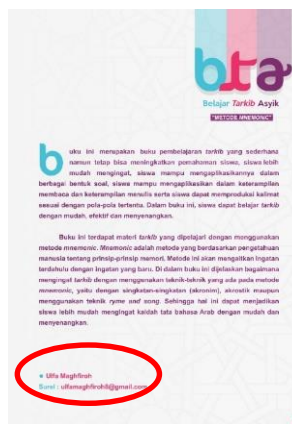 bta
Belajar Tarkib Asyik
"METODE MNEMONIC"
buku ini merupakan buku pembelajaran tarkib yang sederhana
namun tetap bisa meningkatkan pemahaman siswa, siswa lebih
mudah mengingat, siswa mampu mengaplikasikannya dalam
berbagai bentuk soal, siswa mampu mengaplikasikan dalam keterampilan
membaca dan keterampilan menulis serta siswa dapat memproduksi kalimat
sesuai dengan pola-pola tertentu. Dalam buku ini, siswa dapat belajar tarkib
dengan mudah, efektif dan menyenangkan.
Buku ini terdapat materi tarkib yang dipelajari dengan menggunakan
metode mnemonic. Mnemonic adalah metode yang berdasarkan pengetahuan
manusia tentang prinsip-prinsip memori. Metode ini akan mengaitkan ingatan
terdahulu dengan ingatan yang baru. Di dalam buku ini dijelaskan bagaimana
mengingat tarkib dengan menggunakan teknik-teknik yang ada pada metode
mnemonic, yaitu dengan singkatan-singkatan (akronim), akrostik maupun
menggunakan teknik ryme and song. Sehingga hal ini dapat menjadikan
siswa lebih mudah mengingat kaidah tata bahasa Arab dengan mudah dan
menyenangkan.
Ulfa Maghfiroh
Surel : ulfamaghfiroh8@gmail.com